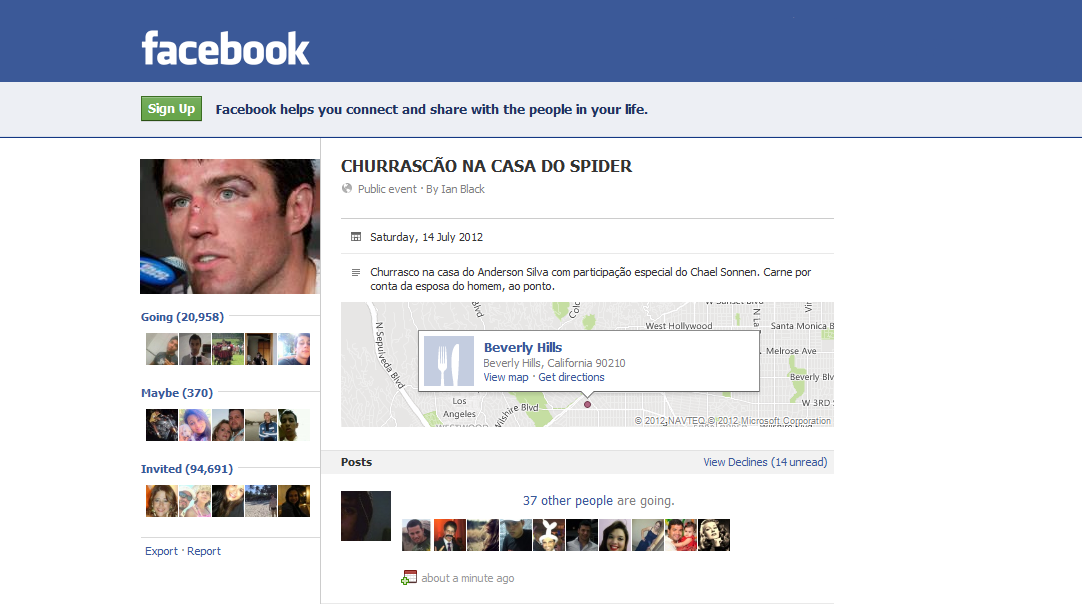 facebook
Sign Up Facebook helps you connect and share with the people in your life.
CHURRASCÃO NA CASA DO SPIDER
Public event · By Ian Black
Saturday, 14 July 2012
Churrasco na casa do Anderson Silva com participação especial do Chael Sonnen. Carne por
conta da esposa do homem, ao ponto.
Going (20,958)
Maybe (370)
Invited (94,691)
Export · Report
N Sepulveda Blvd
West Hollywood
Santa Monica B
Melrose Ave
Beverly Blv
W 3RD S
Los
Angeles
Wilshire Blvd
Beverly Hills
Beverly Hills, California 90210
View map · Get directions
© 2012 NAVTEQ © 2012 Microsoft Corporation
Posts View Declines (14 unread)
37 other people are going.
about a minute ago